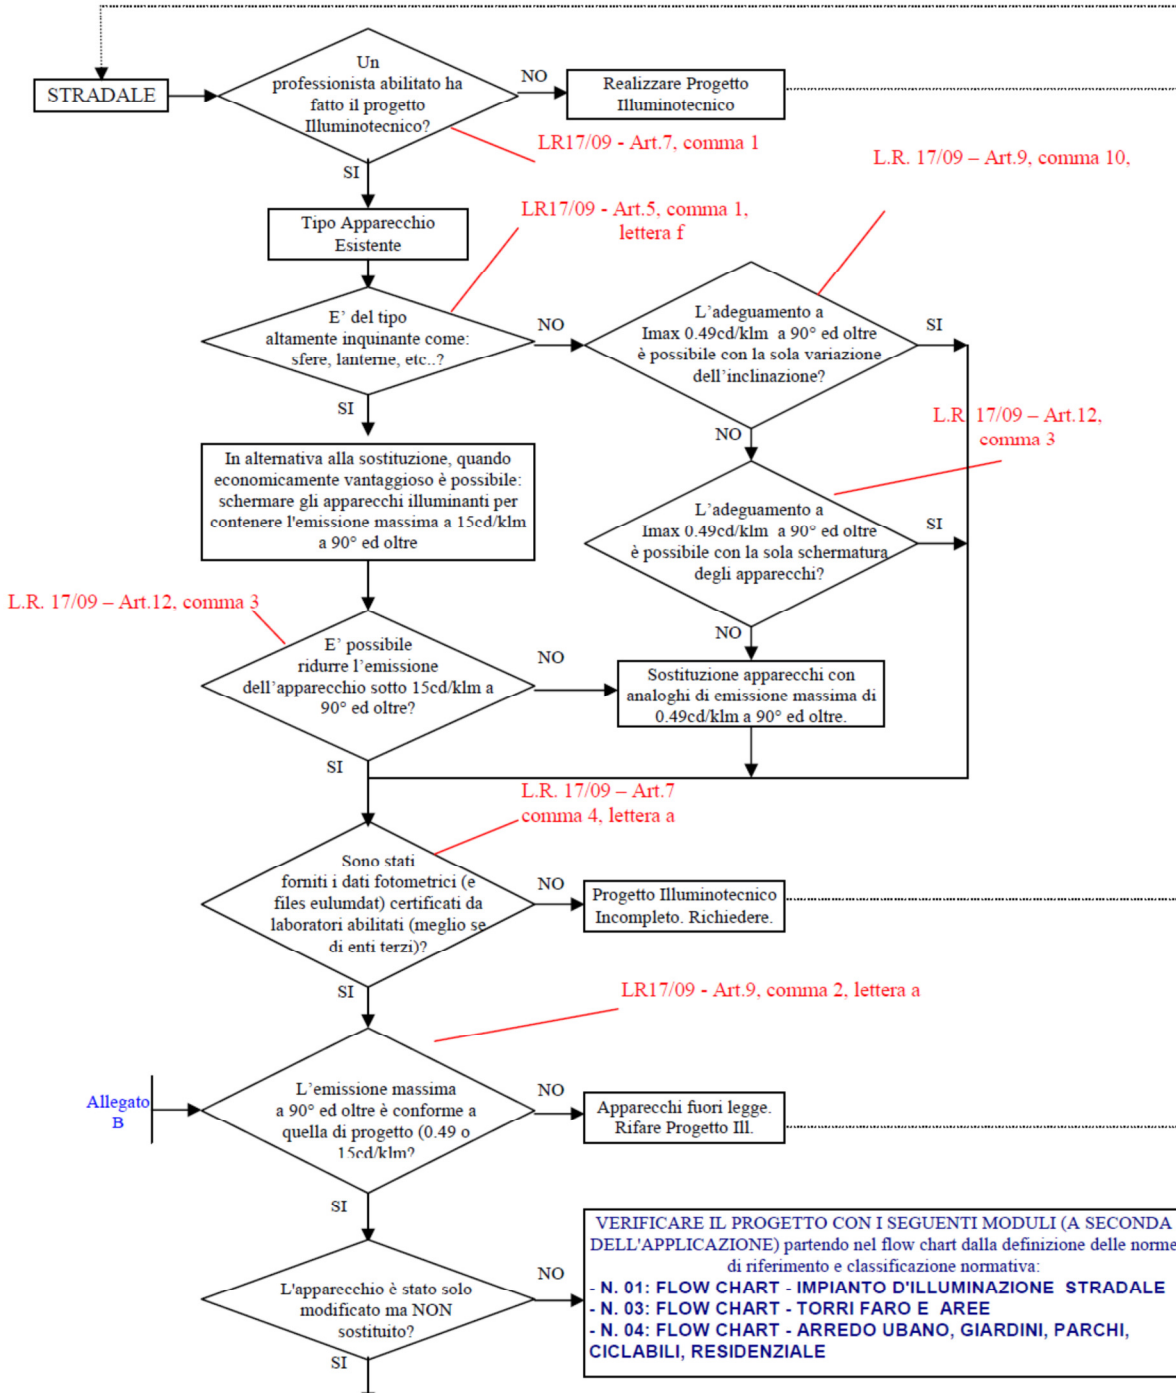 STRADALE
Un
professionista abilitato ha
fatto il progetto
Illuminotecnico?
NO
Realizzare Progetto
Illuminotecnico
LR17/09 - Art.7, comma 1
SI
L.R. 17/09 – Art.9, comma 10,
Tipo Apparecchio
Esistente
LR17/09 - Art.5, comma 1,
lettera f
E’ del tipo
altamente inquinante come:
sfere, lanterne, etc..?
NO
L’adeguamento a
Imax 0.49cd/klm a 90° ed oltre
è possibile con la sola variazione
dell’inclinazione?
SI
SI
NO
L.R. 17/09 – Art.12,
comma 3
In alternativa alla sostituzione, quando
economicamente vantaggioso è possibile:
schermare gli apparecchi illuminanti per
contenere l'emissione massima a 15cd/klm
a 90° ed oltre
L’adeguamento a
Imax 0.49cd/klm a 90° ed oltre
è possibile con la sola schermatura
degli apparecchi?
SI
NO
L.R. 17/09 – Art.12, comma 3
E’ possibile
ridurre l’emissione
dell’apparecchio sotto 15cd/klm a
90° ed oltre?
NO
Sostituzione apparecchi con
analoghi di emissione massima di
0.49cd/klm a 90° ed oltre.
SI
L.R. 17/09 – Art.7
comma 4, lettera a
Sono stati
forniti i dati fotometrici (e
files eulumdat) certificati da
laboratori abilitati (meglio se
di enti terzi)?
NO
Progetto Illuminotecnico
Incompleto. Richiedere.
SI
LR17/09 - Art.9, comma 2, lettera a
Allegato
B
L’emissione massima
a 90° ed oltre è conforme a
quella di progetto (0.49 o
15cd/klm?
NO
Apparecchi fuori legge.
Rifare Progetto Ill.
SI
L'apparecchio è stato solo
modificato ma NON
sostituito?
NO
SI
VERIFICARE IL PROGETTO CON I SEGUENTI MODULI (A SECONDA
DELL'APPLICAZIONE) partendo nel flow chart dalla definizione delle norme
di riferimento e classificazione normativa:
- N. 01: FLOW CHART - IMPIANTO D'ILLUMINAZIONE STRADALE
- N. 03: FLOW CHART - TORRI FARO E AREE
- N. 04: FLOW CHART - ARREDO UBANO, GIARDINI, PARCHI,
CICLABILI, RESIDENZIALE